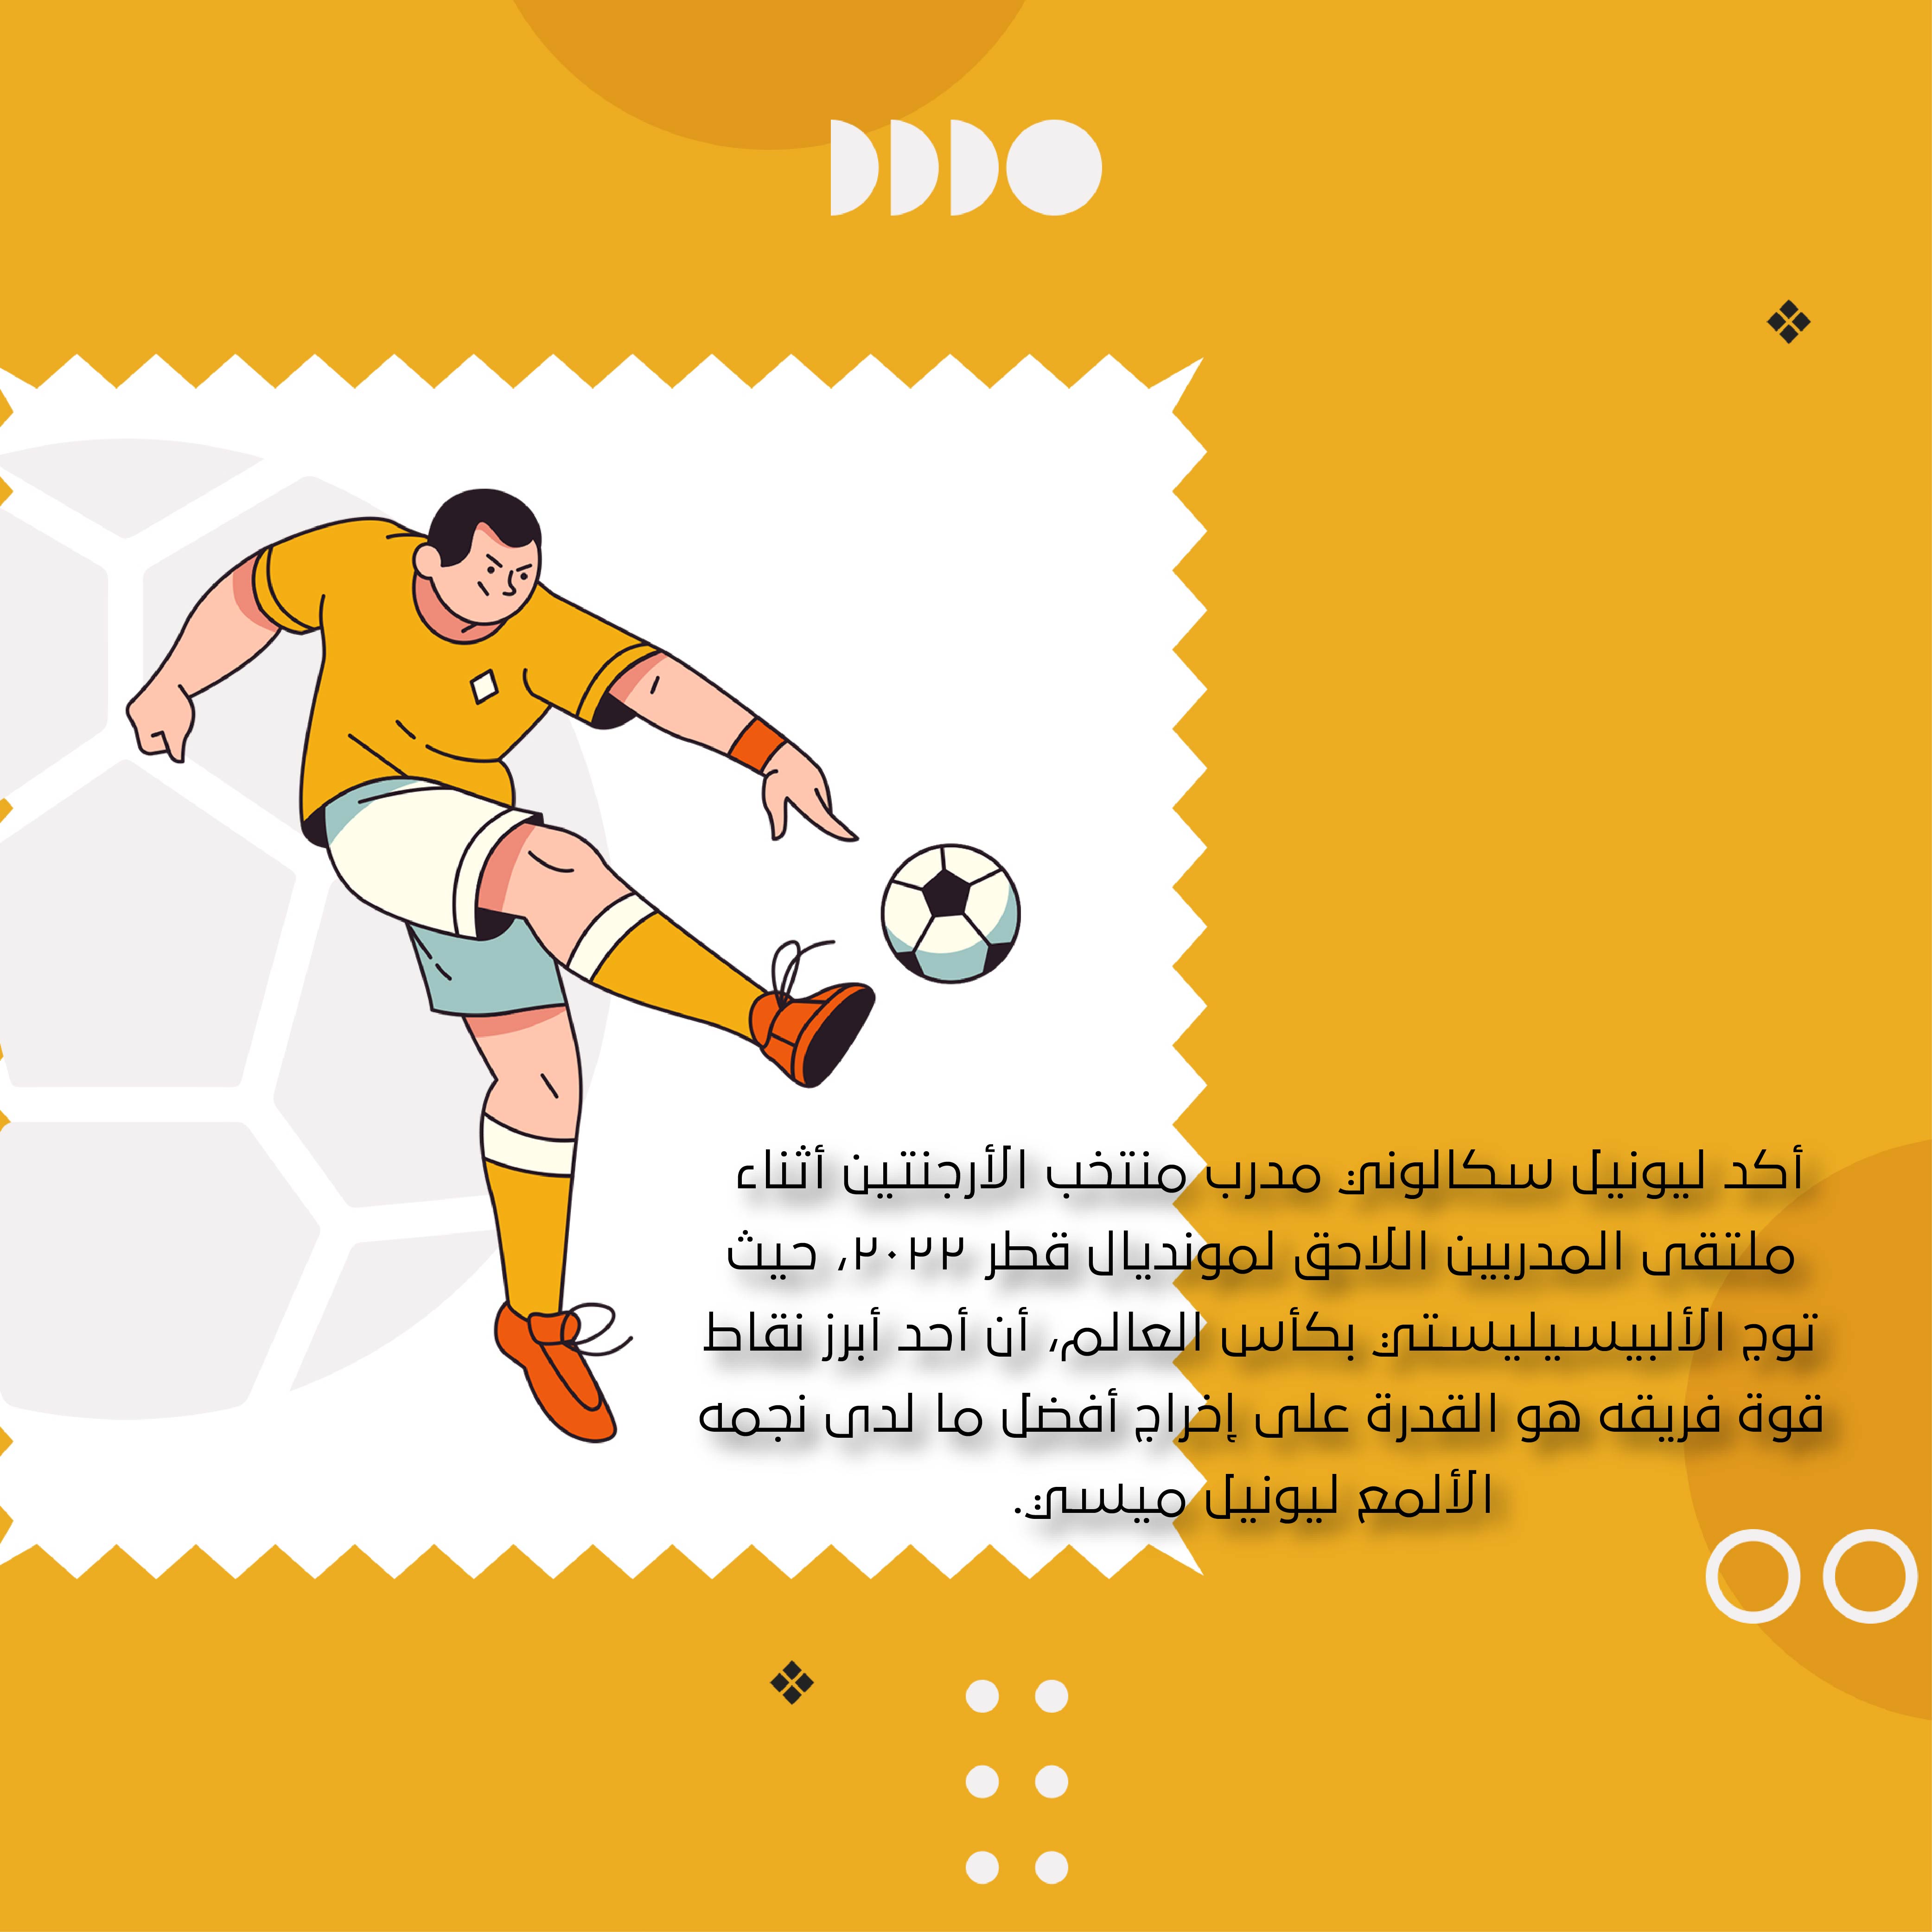 أكد ليونيل سكالوني مدرب منتخب الأرجنتين أثناء
ملتقى المدربين اللاحق لمونديال قطر ٢٠٢٢، حيث
توج الألبيسيليستي بكأس العالم، أن أحد أبرز نقاط
قوة فريقه هو القدرة على إخراج أفضل ما لدى نجمه
الألمع ليونيل ميسي.